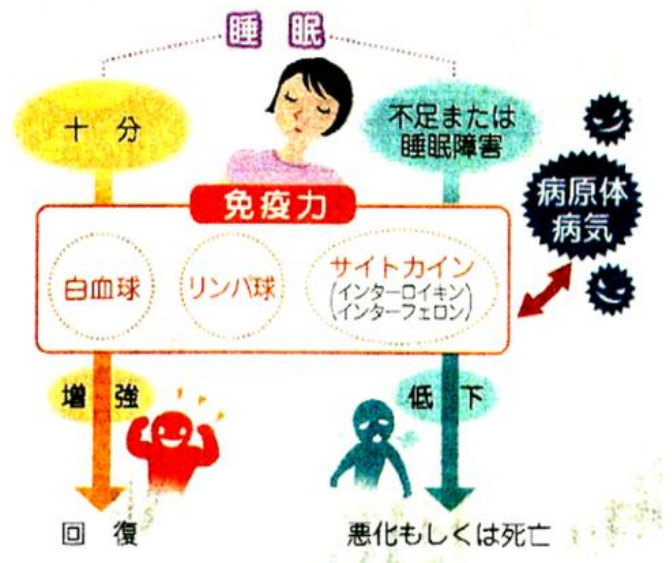 睡眠
十分
不足または
睡眠障害
病原体
病気
免疫力
白血球
リンパ球
サイトカイン
(インターロイキン)
(インターフェロン)
増強
低下
回復
悪化もしくは死亡